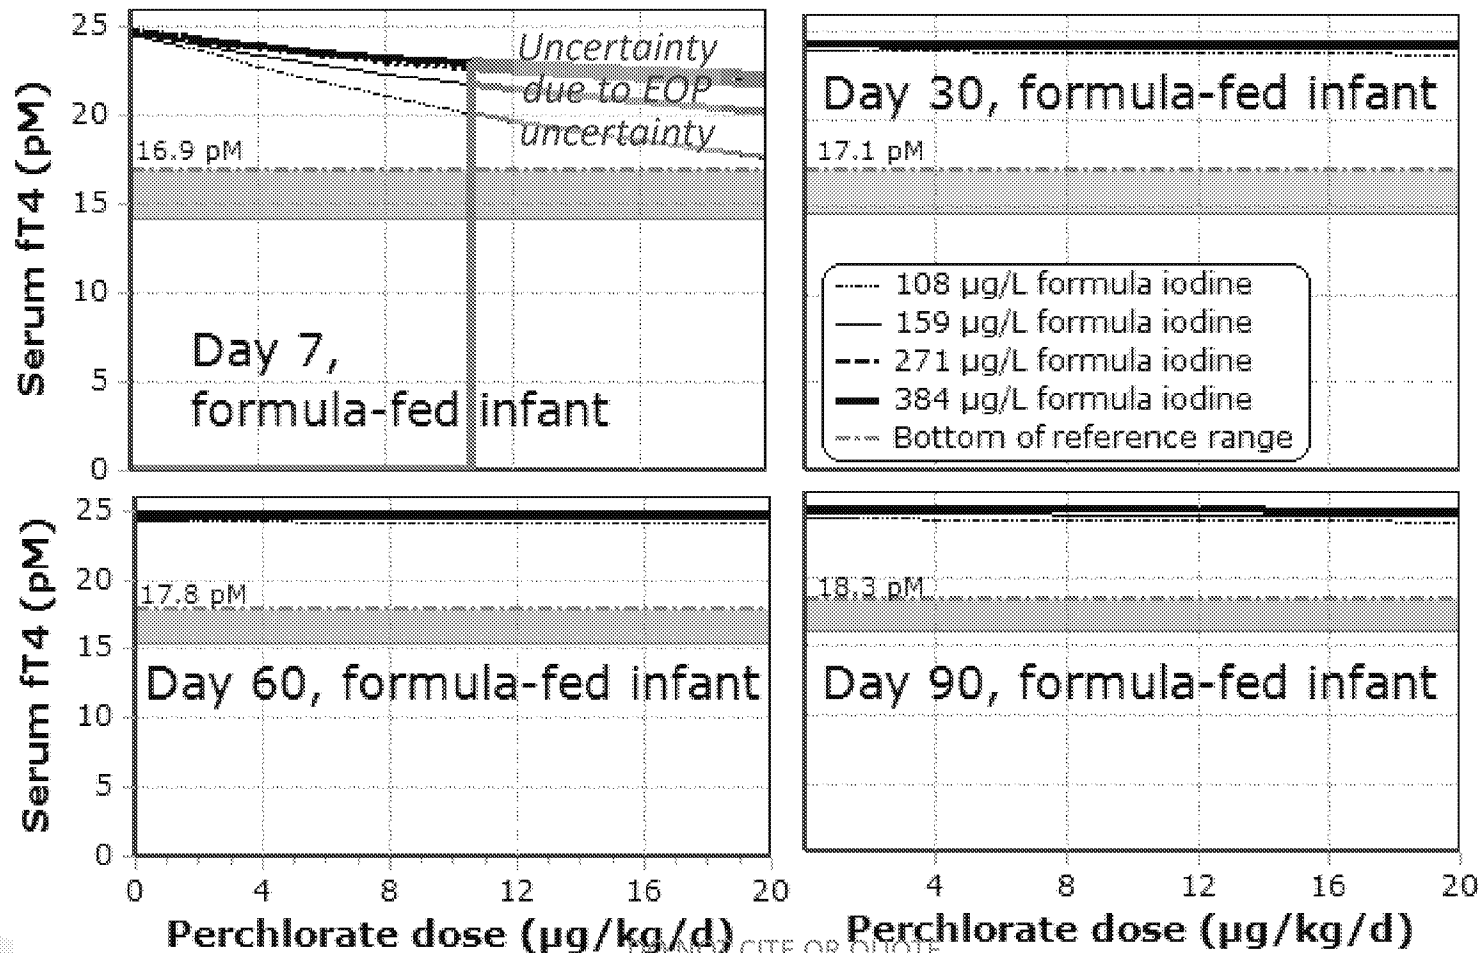 25
20
15
10
5
0
Serum fT4 (pM)
Uncertainty
due to EOP
uncertainty
16.9 pM
Day 7,
formula-fed infant
Day 30, formula-fed infant
17.1 pM
108 µg/L formula iodine
159 µg/L formula iodine
271 µg/L formula iodine
384 µg/L formula iodine
Bottom of reference range
25
20
15
10
5
0
Serum fT4 (pM)
17.8 pM
Day 60, formula-fed infant
0 4 8 12 16 20
Perchlorate dose (µg/kg/d)
18.3 pM
Day 90, formula-fed infant
4 8 12 16 20
Perchlorate dose (µg/kg/d)
NOT CITE OR QUOTE